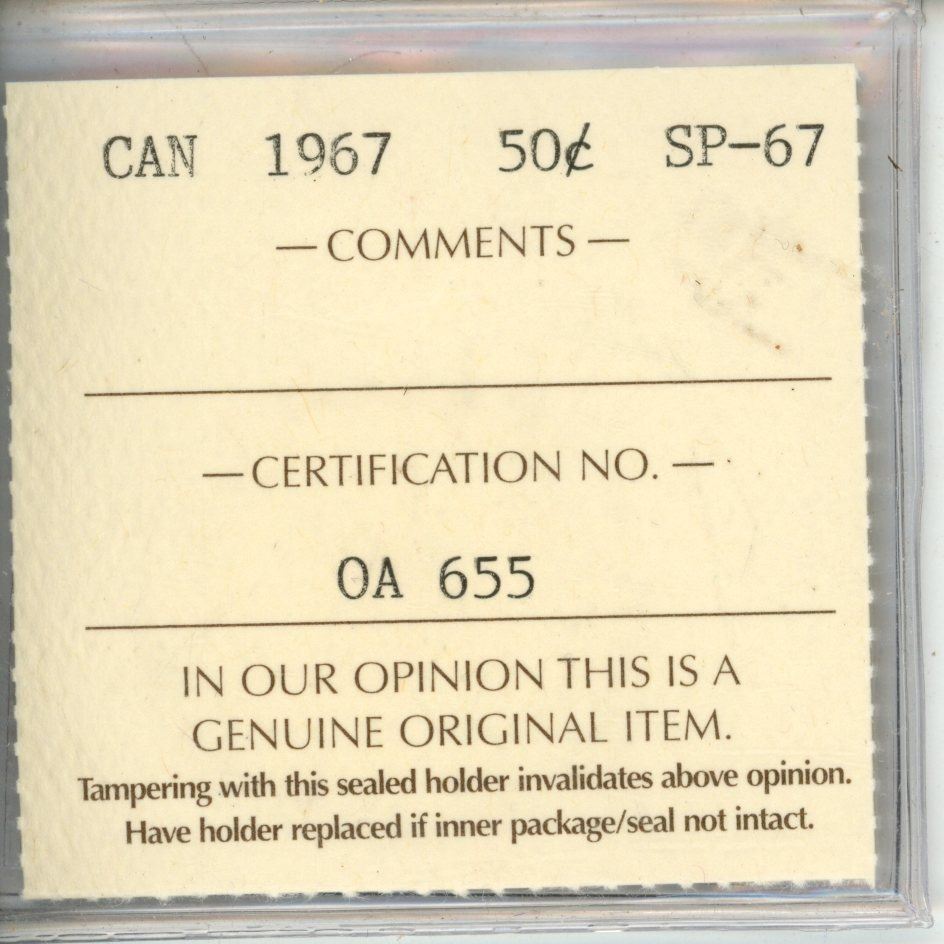 CAN 1967 50¢ SP-67
— COMMENTS —
— CERTIFICATION NO. —
OA 655
IN OUR OPINION THIS IS A
GENUINE ORIGINAL ITEM.
Tampering with this sealed holder invalidates above opinion.
Have holder replaced if inner package/seal not intact.